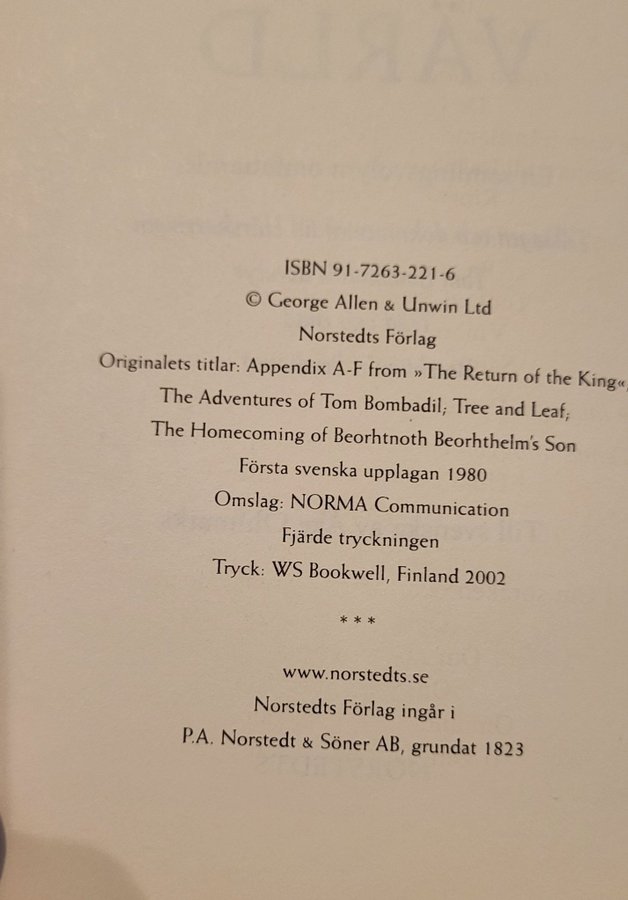 VÄRLD
ISBN 91-7263-221-6
© George Allen & Unwin Ltd
Norstedts Förlag
Originalets titlar: Appendix A-F from »The Return of the King«,
The Adventures of Tom Bombadil; Tree and Leaf;
The Homecoming of Beorhtnoth Beorhthelm's Son
Första svenska upplagan 1980
Omslag: NORMA Communication
Fjärde tryckningen
Tryck: WS Bookwell, Finland 2002
* * *
www.norstedts.se
Norstedts Förlag ingår i
P.A. Norstedt & Söner AB, grundat 1823
NORSTEDTS